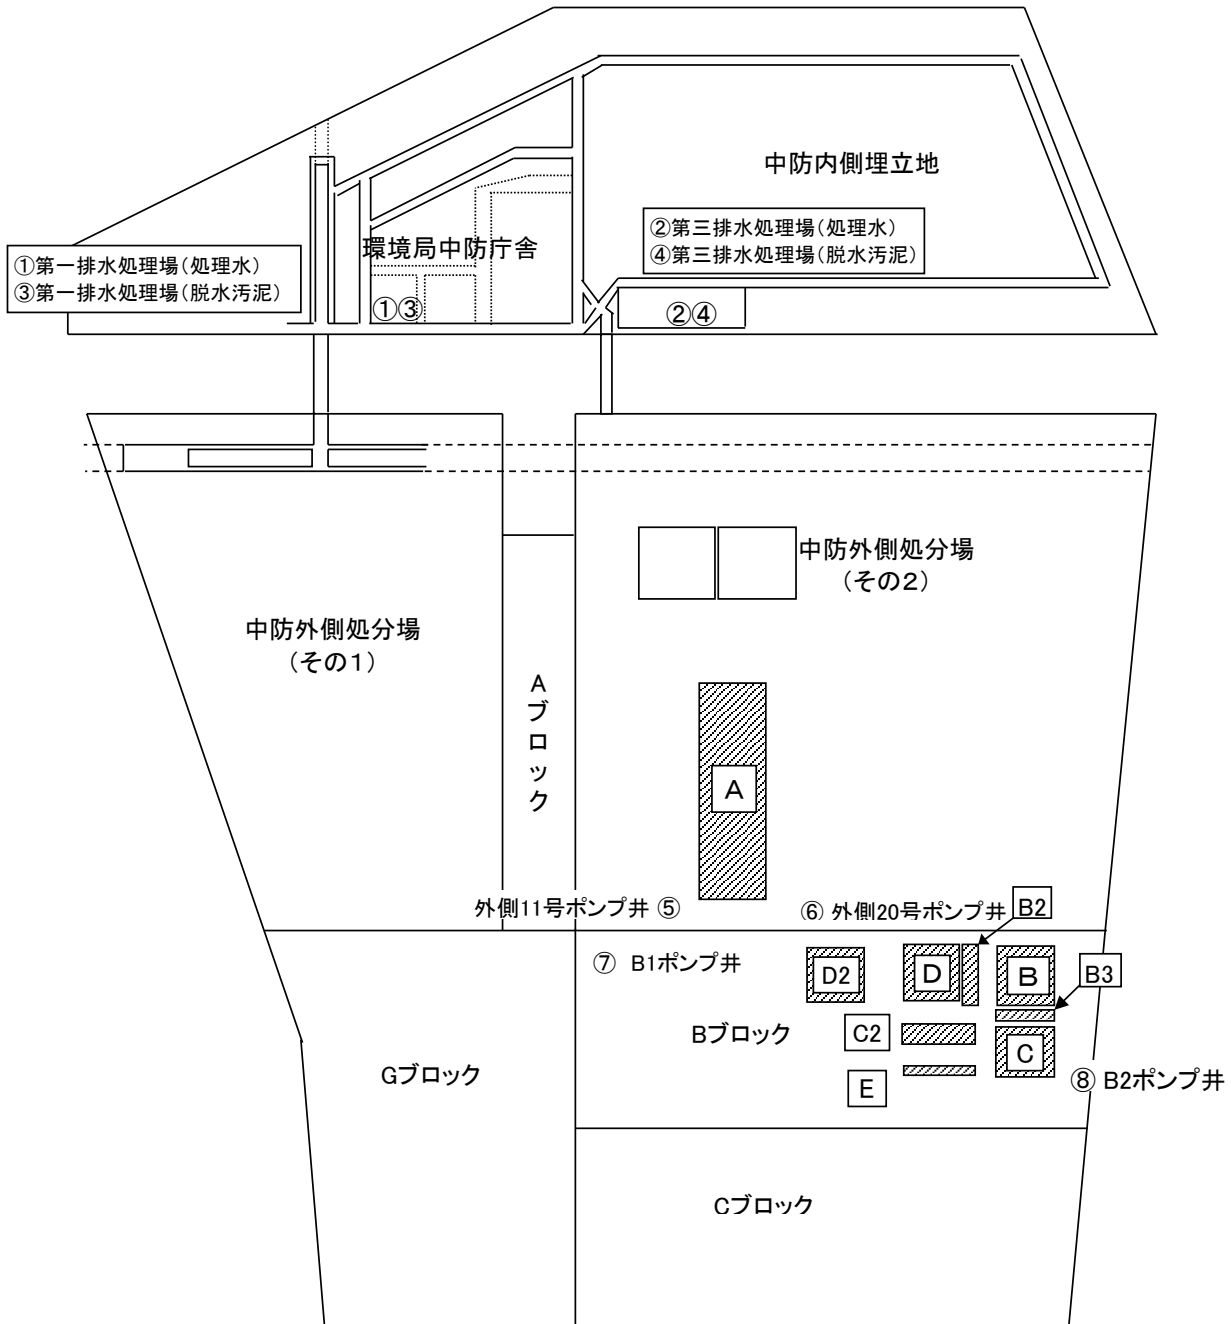 中防内側埋立地
②第三排水処理場(処理水)
④第三排水処理場(脱水汚泥)
環境局中防庁舎
①第一排水処理場(処理水)
③第一排水処理場(脱水汚泥)
①③
②④
中防外側処分場
(その2)
中防外側処分場
(その1)
Aブロック
A
外側11号ポンプ井 ⑤
⑥ 外側20号ポンプ井
B2
⑦ B1ポンプ井
D2
D
B
B3
Bブロック
C2
C
Gブロック
E
⑧ B2ポンプ井
Cブロック